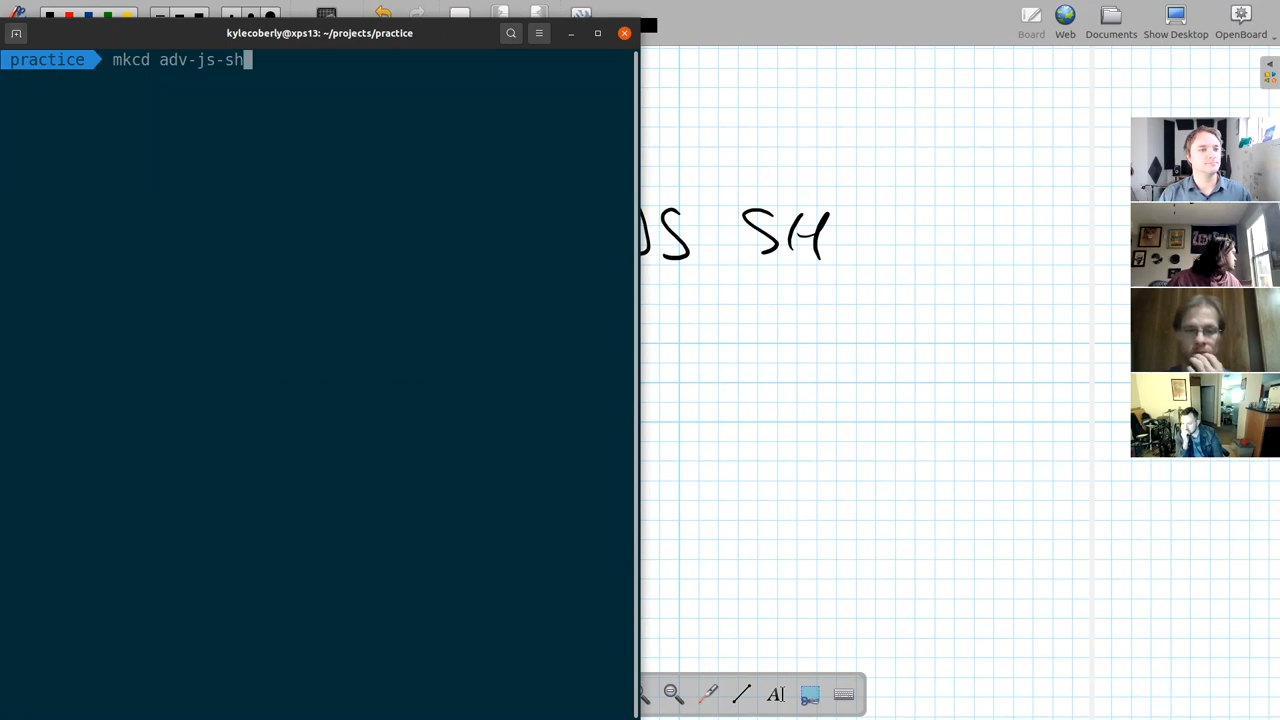 kylecoberly@xps13: ~/projects/practice
practice mkcd adv-js-sh
JS SH
Board Web Documents Show Desktop OpenBoard